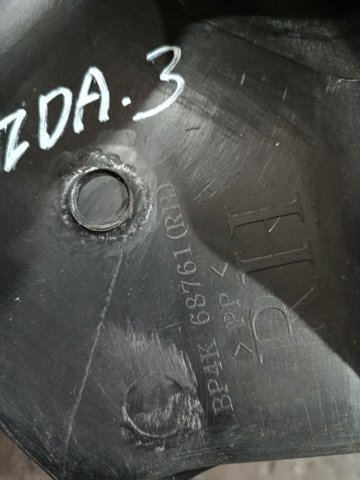 ZDA.3
BP4K 68761(RH)
>PP<
RH